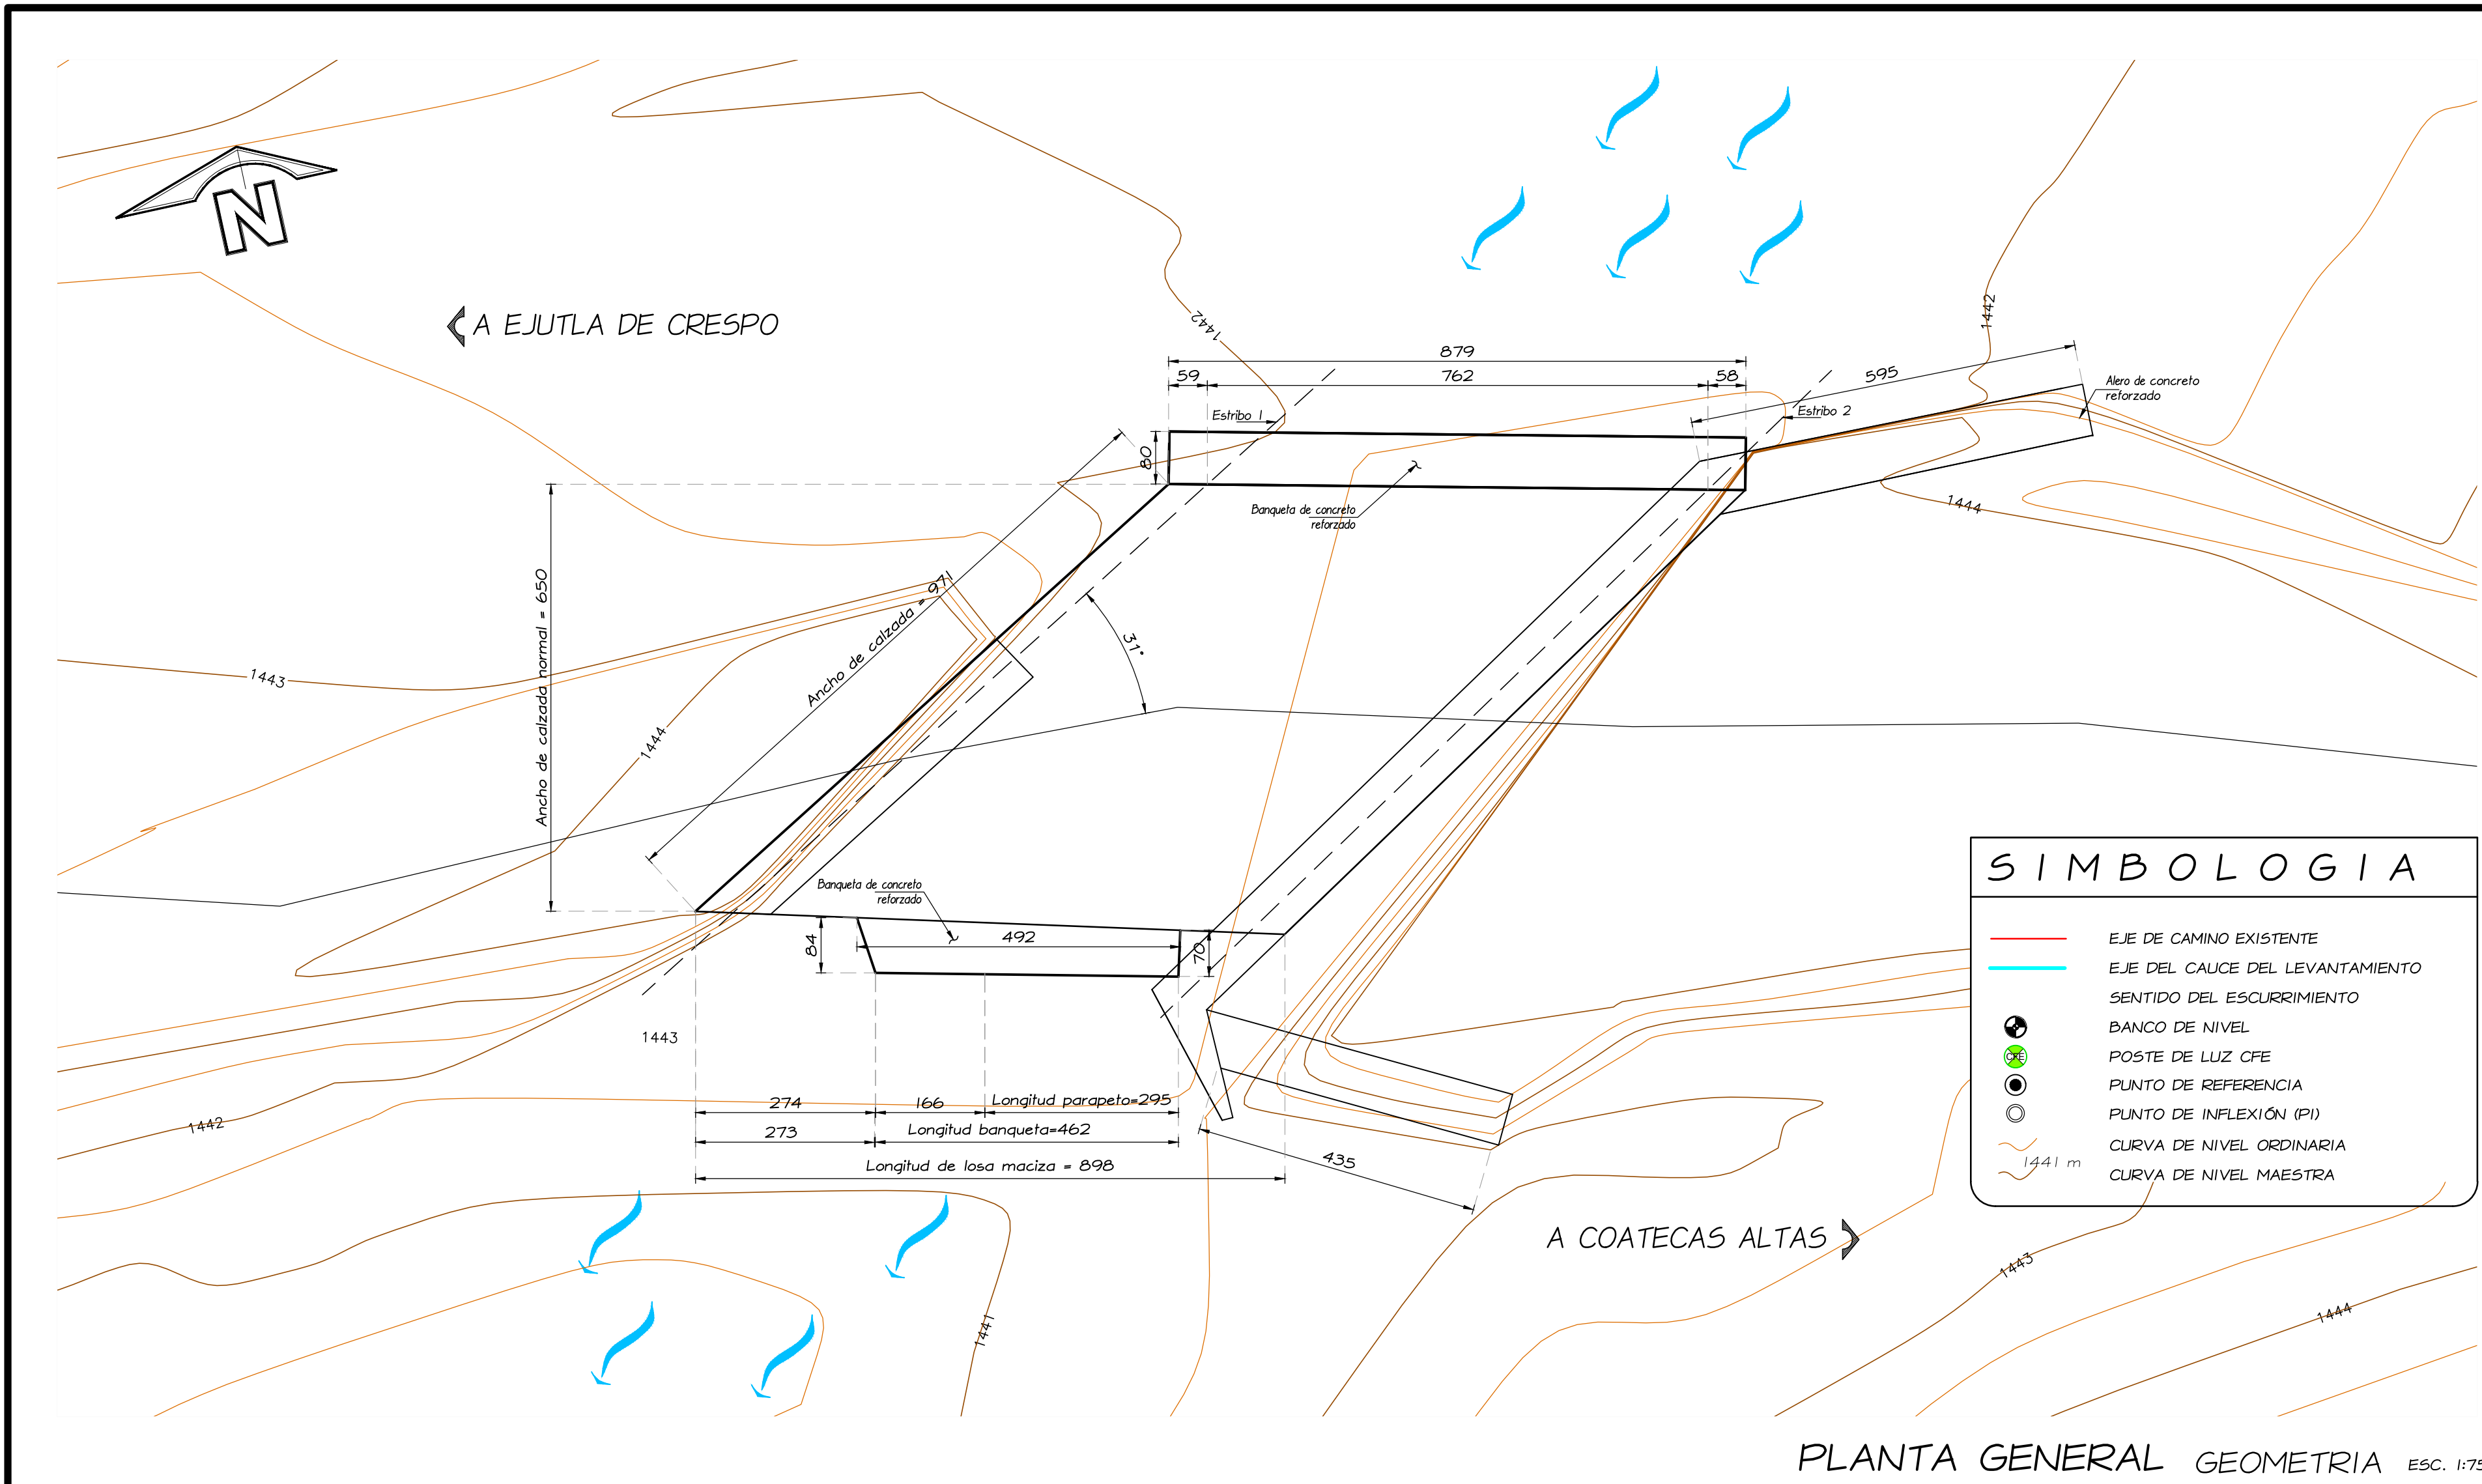 N
A EJUTLA DE CRESPO
1442
1442
879
59
762
58
595
Estribo 1
Estribo 2
Alero de concreto
reforzado
80
Banqueta de concreto
reforzado
1444
Ancho de calzada normal = 650
Ancho de calzada = 971
31°
1443
1444
Banqueta de concreto
reforzado
84
492
70
1443
1442
274
166
Longitud parapeto=295
273
Longitud banqueta=462
Longitud de losa maciza = 898
435
A COATECAS ALTAS
1441
1443
1444
SIMBOLOGIA
EJE DE CAMINO EXISTENTE
EJE DEL CAUCE DEL LEVANTAMIENTO
SENTIDO DEL ESCURRIMIENTO
BANCO DE NIVEL
CFE
POSTE DE LUZ CFE
PUNTO DE REFERENCIA
PUNTO DE INFLEXIÓN (PI)
CURVA DE NIVEL ORDINARIA
1441 m
CURVA DE NIVEL MAESTRA
PLANTA GENERAL GEOMETRIA ESC. 1:75